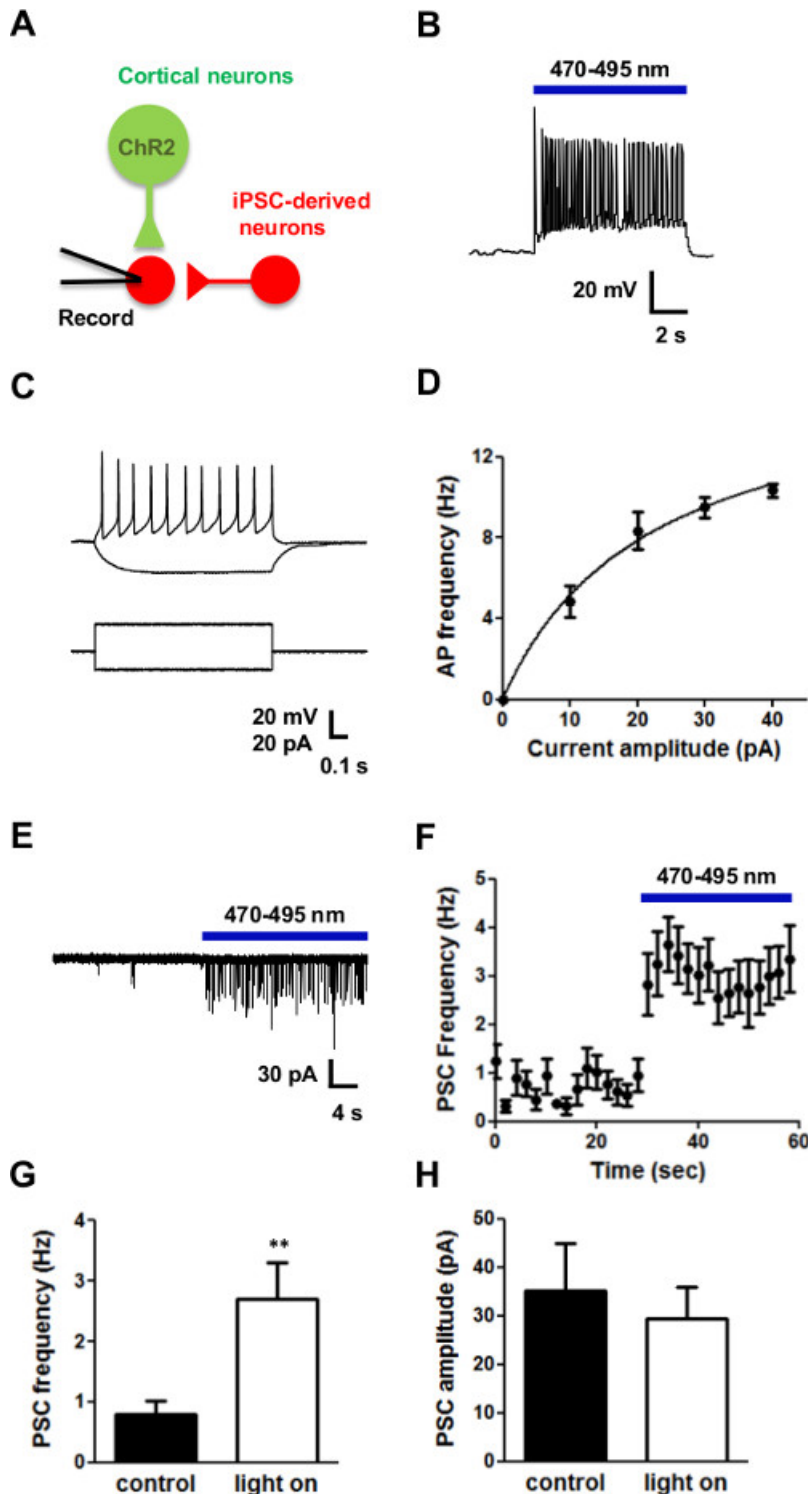 A
Cortical neurons
ChR2
iPSC-derived
neurons
Record
B
470-495 nm
20 mV
2 s
C
20 mV
20 pA
0.1 s
D
AP frequency (Hz)
12
8
4
0
0 10 20 30 40
Current amplitude (pA)
E
470-495 nm
30 pA
4 s
F
470-495 nm
PSC Frequency (Hz)
5
4
3
2
1
0
0 20 40 60
Time (sec)
G
PSC frequency (Hz)
4
3
2
1
0
**
control light on
H
PSC amplitude (pA)
50
40
30
20
10
0
control light on